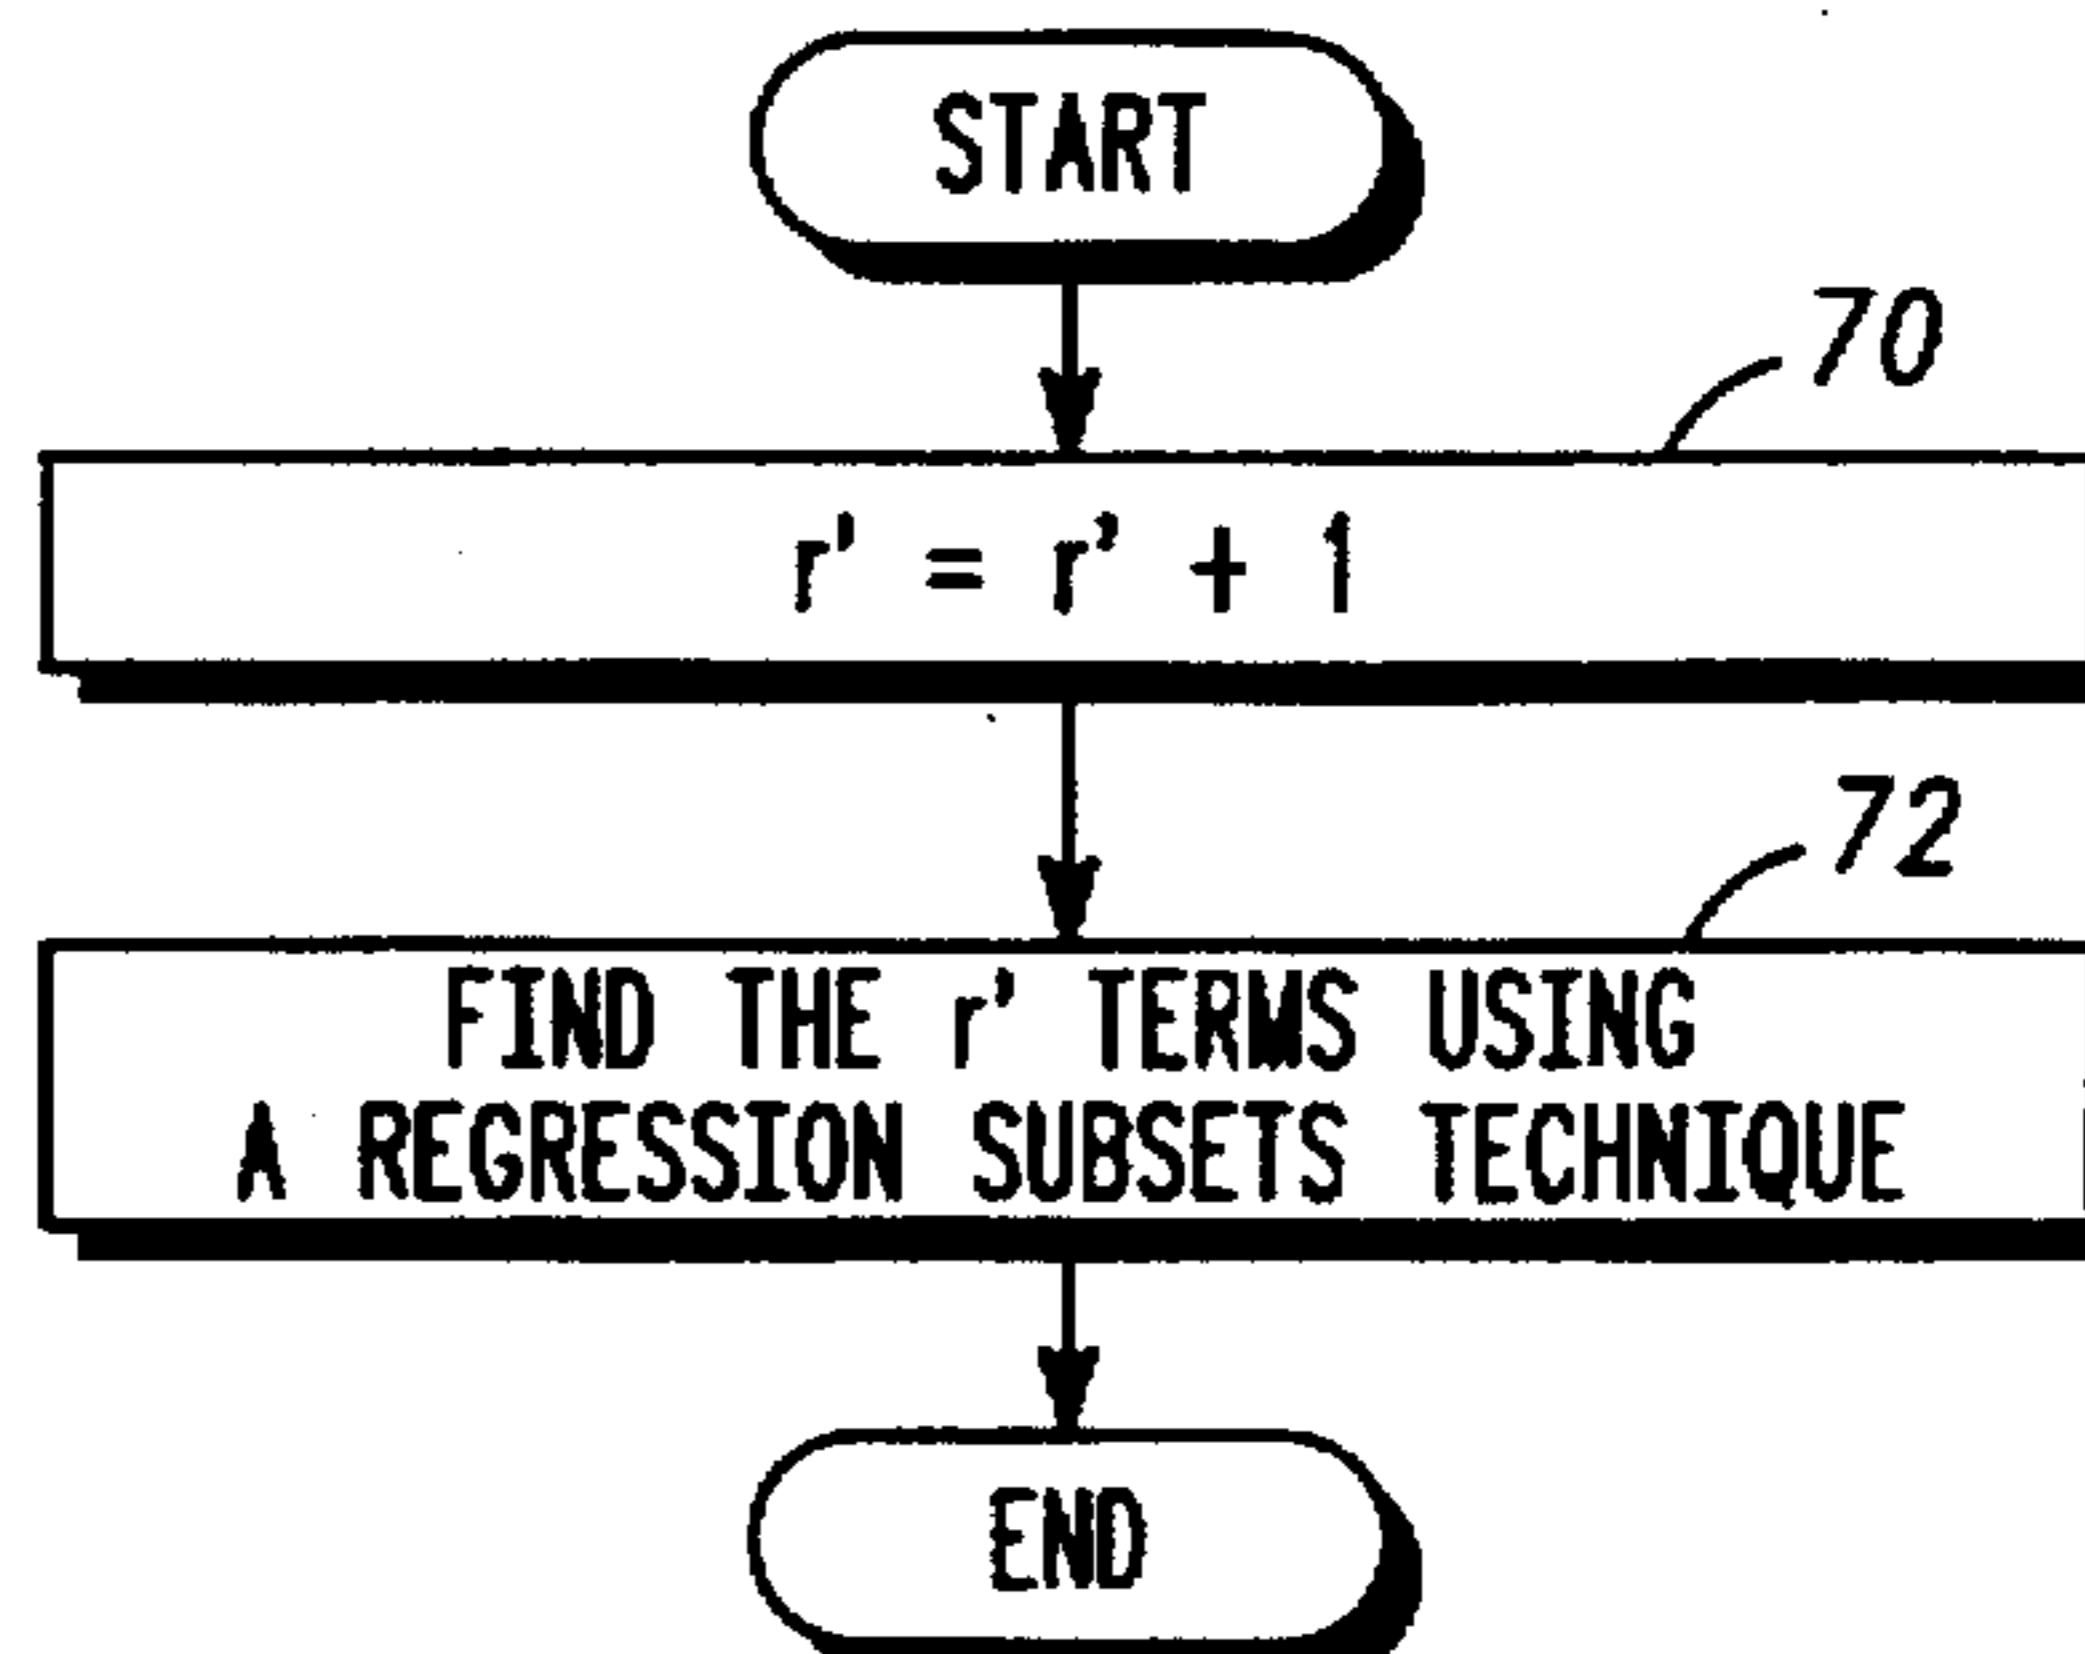 START
70
r' = r' + 1
72
FIND THE r' TERMS USING
A REGRESSION SUBSETS TECHNIQUE
END